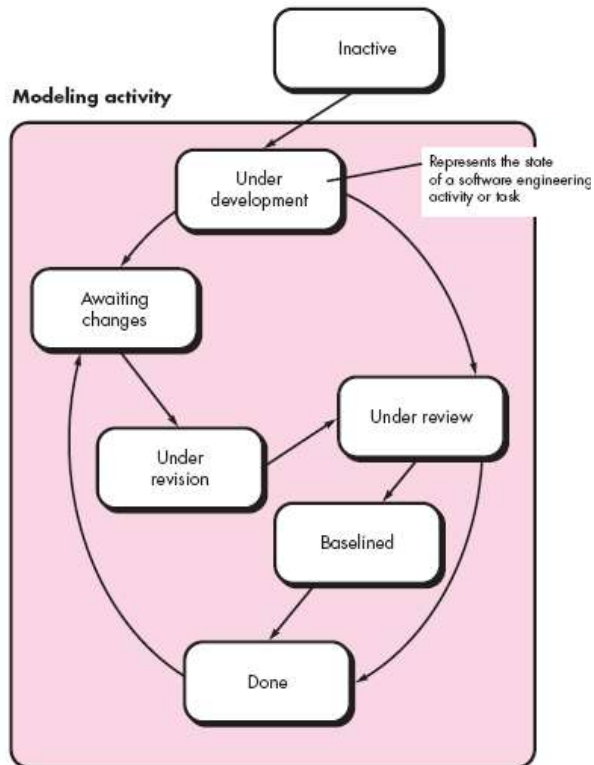 Inactive
Modeling activity
Under
development
Represents the state
of a software engineering
activity or task
Awaiting
changes
Under review
Under
revision
Baselined
Done